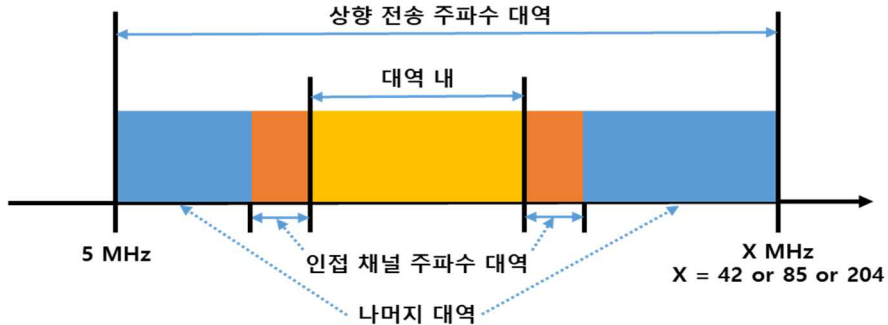 상향 전송 주파수 대역
대역 내
5 MHz
인접 채널 주파수 대역
X MHz
X = 42 or 85 or 204
나머지 대역